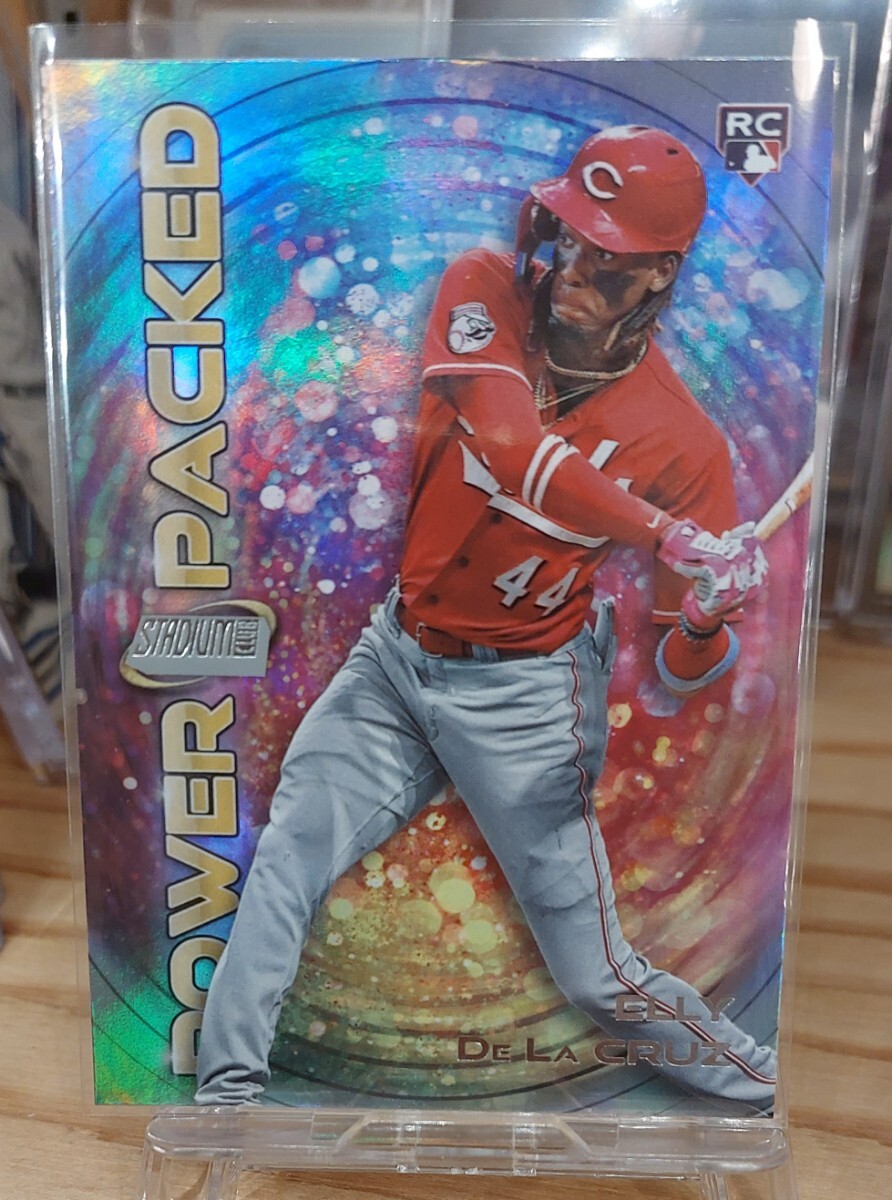 POWER PACKED
STADIUM
CLUB
RC
C
44
ELLY
DE LA CRUZ